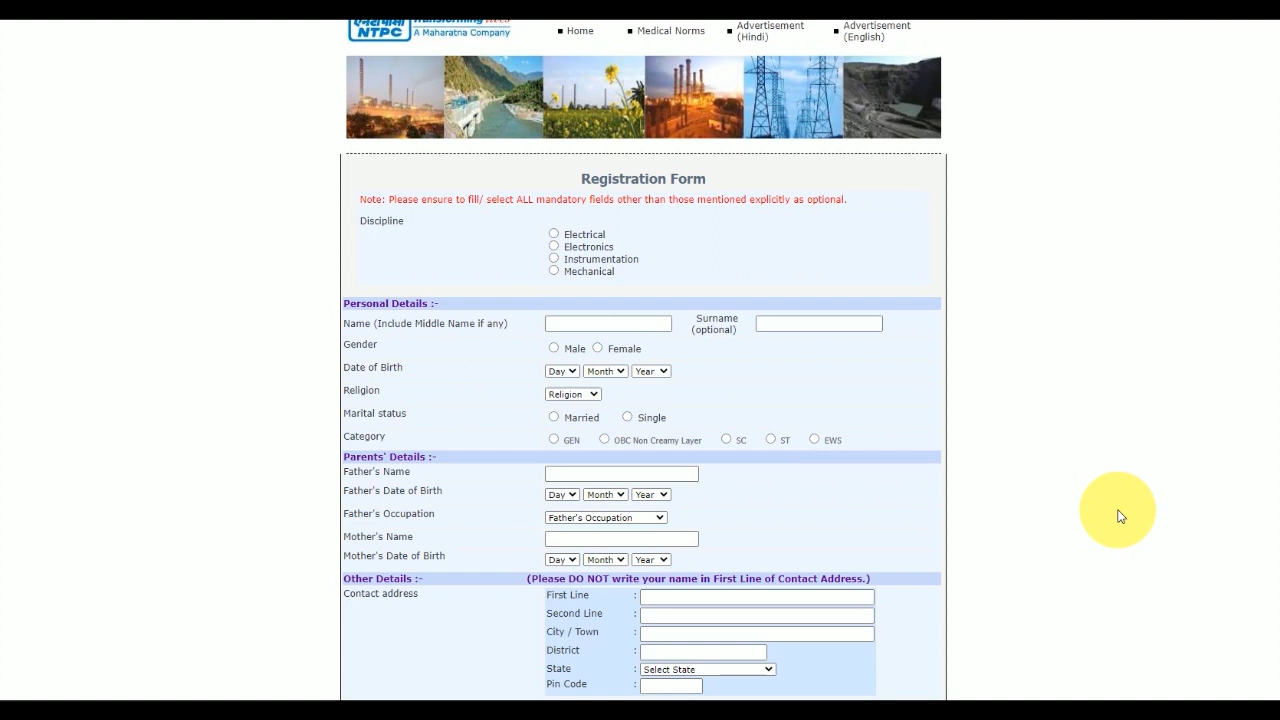 एनटीपीसी
NTPC
A Maharatna Company
Home
Medical Norms
Advertisement
(Hindi)
Advertisement
(English)
Registration Form
Note: Please ensure to fill/ select ALL mandatory fields other than those mentioned explicitly as optional.
Discipline
Electrical
Electronics
Instrumentation
Mechanical
Personal Details :-
Name (Include Middle Name if any)
Surname
(optional)
Gender
Male Female
Date of Birth
Day Month Year
Religion
Religion
Marital status
Married Single
Category
GEN OBC Non Creamy Layer SC ST EWS
Parents' Details :-
Father's Name
Father's Date of Birth
Day Month Year
Father's Occupation
Father's Occupation
Mother's Name
Mother's Date of Birth
Day Month Year
Other Details :- (Please DO NOT write your name in First Line of Contact Address.)
Contact address
First Line :
Second Line :
City / Town :
District :
State : Select State
Pin Code :